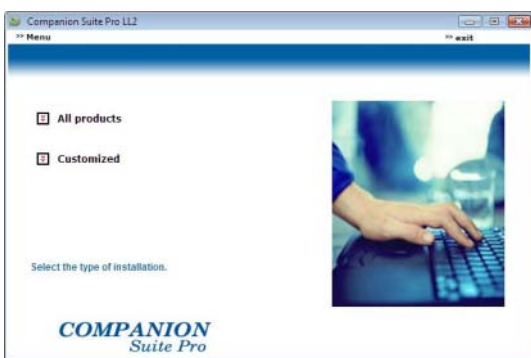 Companion Suite Pro LL2
>> Menu
>> exit
All products
Customized
Select the type of installation.
COMPANION
Suite Pro